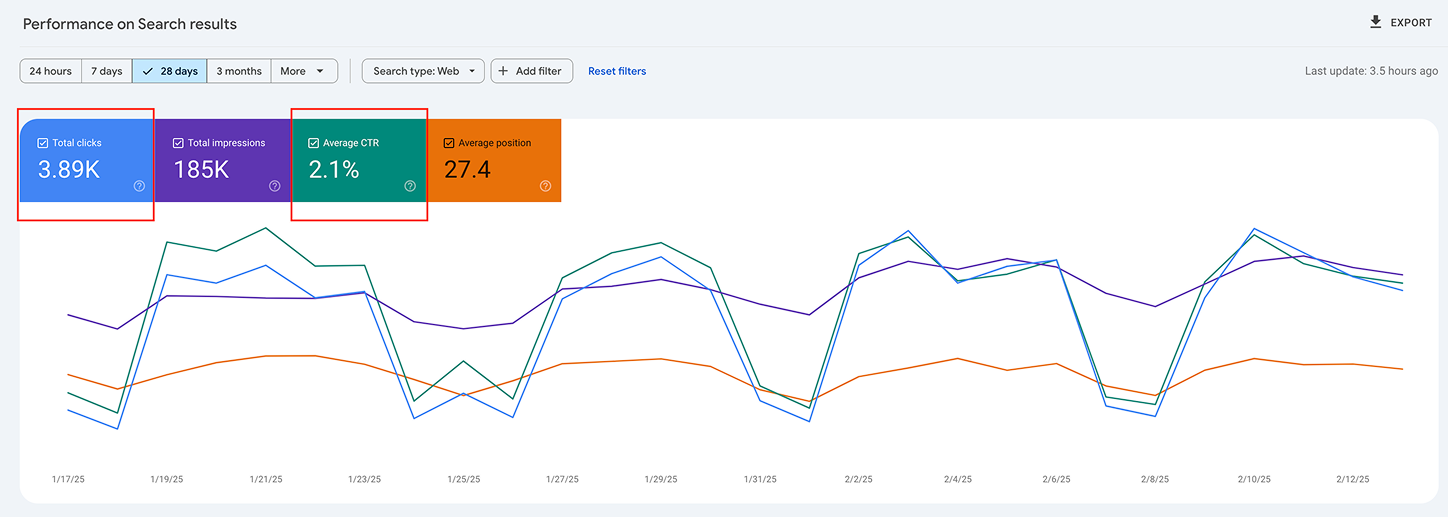 Performance on Search results
EXPORT
24 hours 7 days 28 days 3 months More Search type: Web Add filter Reset filters Last update: 3.5 hours ago
Total clicks Total impressions Average CTR Average position
3.89K 185K 2.1% 27.4
1/17/25 1/19/25 1/21/25 1/23/25 1/25/25 1/27/25 1/29/25 1/31/25 2/2/25 2/4/25 2/6/25 2/8/25 2/10/25 2/12/25